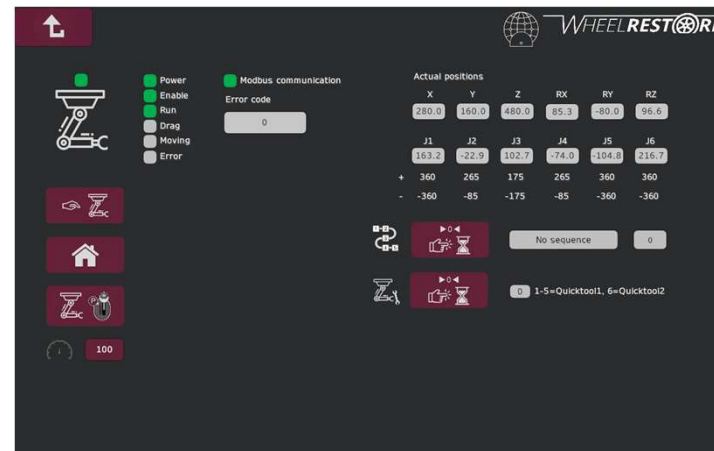 WHEELREST R
Power
Enable
Run
Drag
Moving
Error
Modbus communication
Error code
0
Actual positions
X Y Z RX RY RZ
280.0 160.0 480.0 85.3 -80.0 96.6
J1 J2 J3 J4 J5 J6
163.2 -22.9 102.7 -74.0 -104.8 216.7
+ 360 265 175 265 360 360
- -360 -85 -175 -85 -360 -360
0
No sequence 0
0
0 1-5=Quicktool1, 6=Quicktool2
P
100